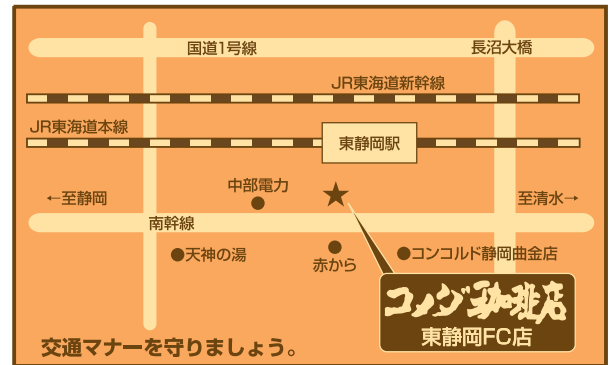 国道1号線
長沼大橋
JR東海道新幹線
JR東海道本線
東静岡駅
中部電力
←至静岡
至清水→
南幹線
●天神の湯
赤から
●コンコルド静岡曲金店
コメダ珈琲店
東静岡FC店
交通マナーを守りましょう。